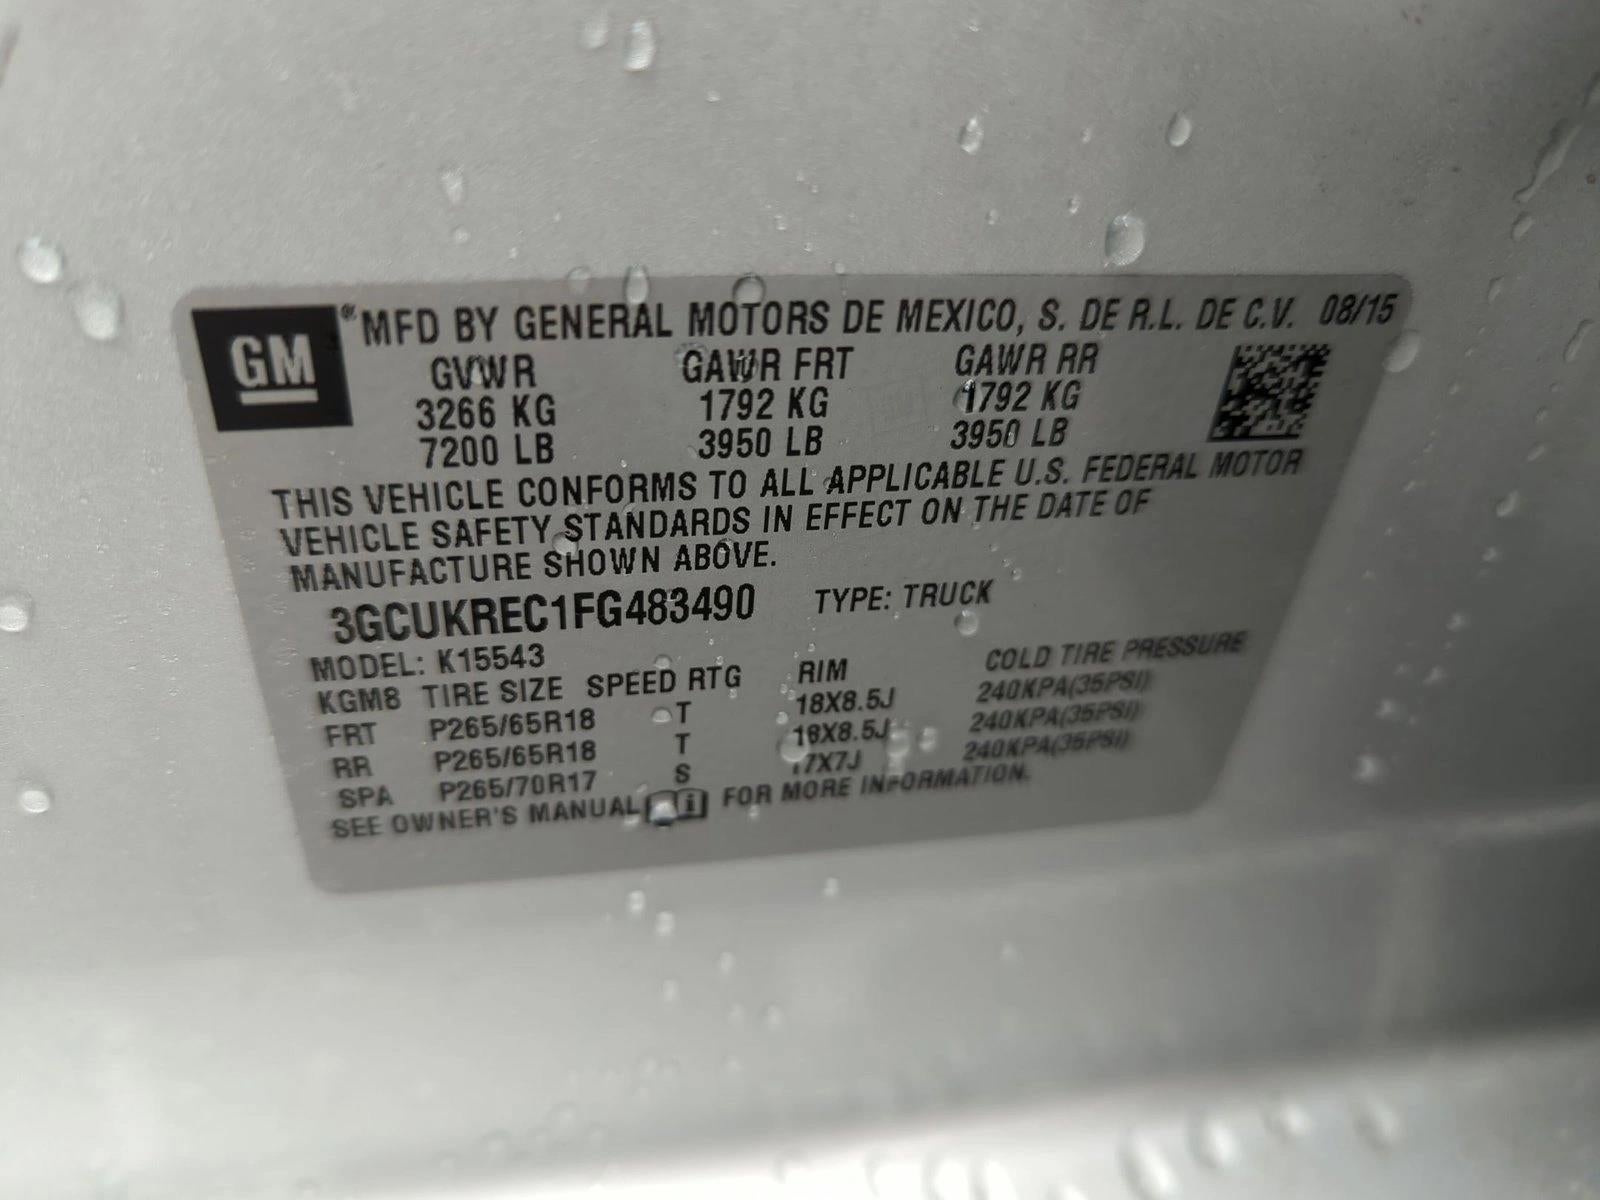 GM ® MFD BY GENERAL MOTORS DE MEXICO, S. DE R.L. DE C.V. 08/15
GVWR GAWR FRT GAWR RR
3266 KG 1792 KG 1792 KG
7200 LB 3950 LB 3950 LB
THIS VEHICLE CONFORMS TO ALL APPLICABLE U.S. FEDERAL MOTOR
VEHICLE SAFETY STANDARDS IN EFFECT ON THE DATE OF
MANUFACTURE SHOWN ABOVE.
3GCUKREC1FG483490 TYPE: TRUCK
MODEL: K15543
KGM8 TIRE SIZE SPEED RTG RIM COLD TIRE PRESSURE
FRT P265/65R18 T 18X8.5J 240KPA(35PSI)
RR P265/65R18 T 18X8.5J 240KPA(35PSI)
SPA P265/70R17 S 17X7J 240KPA(35PSI)
SEE OWNER'S MANUAL FOR MORE INFORMATION.